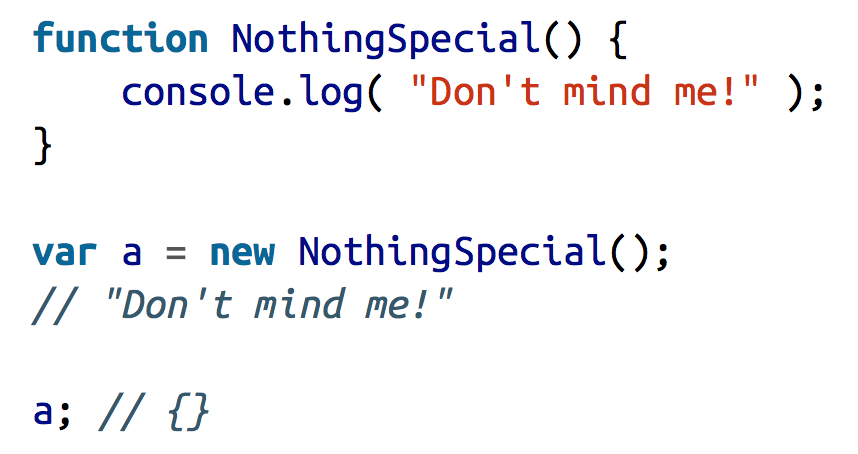 function NothingSpecial() {
    console.log( "Don't mind me!" );
}
var a = new NothingSpecial();
// "Don't mind me!"
a; // {}